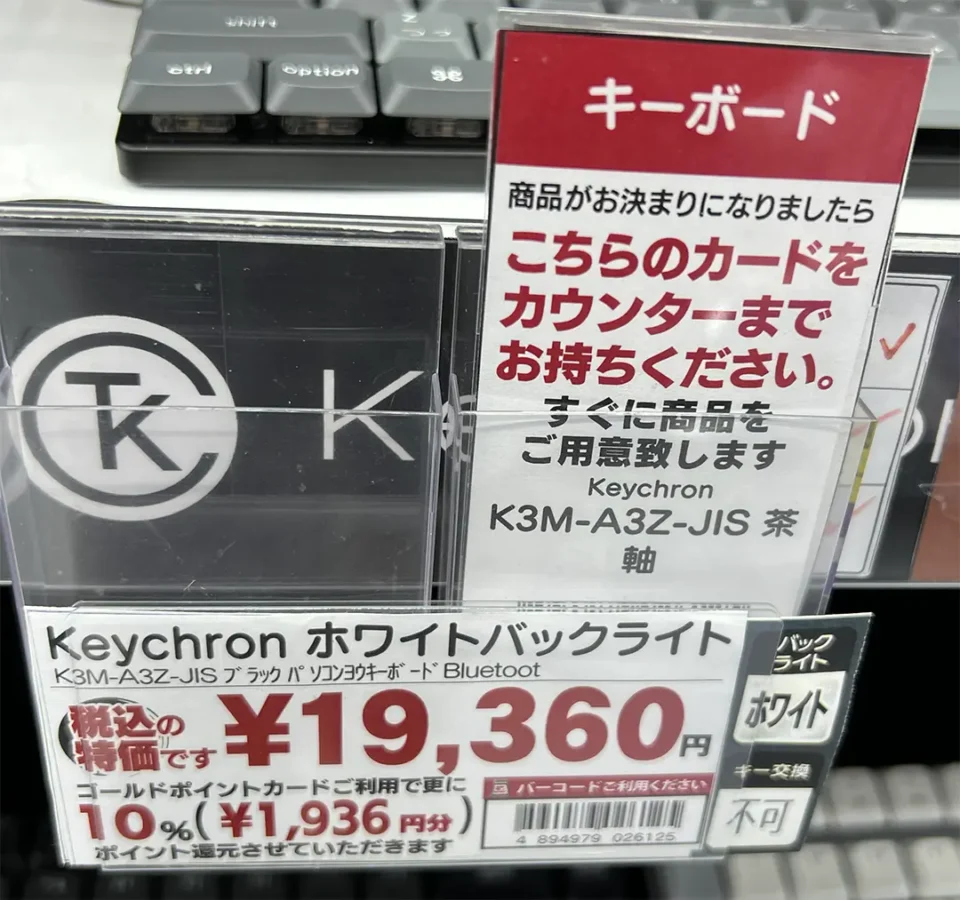 ctrl
option
⌘
Z
キーボード
商品がお決まりになりましたら
こちらのカードを
カウンターまで
お持ちください。
すぐに商品を
ご用意致します
Keychron
K3M-A3Z-JIS 茶
軸
K
Keychron ホワイトバックライト
K3M-A3Z-JIS ブラック パソコンヨウキーボード Bluetoot
税込の
特価です
¥19,360円
ゴールドポイントカードご利用で更に
10%(¥1,936円分)
ポイント還元させていただきます
バーコードご利用ください
4 894979 026125
バック
ライト
ホワイト
キー交換
不可